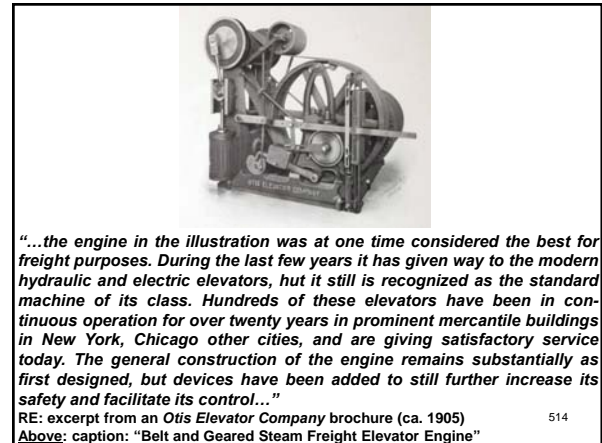 OTIS ELEVATOR COMPANY
“…the engine in the illustration was at one time considered the best for
freight purposes. During the last few years it has given way to the modern
hydraulic and electric elevators, hut it still is recognized as the standard
machine of its class. Hundreds of these elevators have been in con-
tinuous operation for over twenty years in prominent mercantile buildings
in New York, Chicago other cities, and are giving satisfactory service
today. The general construction of the engine remains substantially as
first designed, but devices have been added to still further increase its
safety and facilitate its control…”
RE: excerpt from an Otis Elevator Company brochure (ca. 1905)
514
Above: caption: “Belt and Geared Steam Freight Elevator Engine”